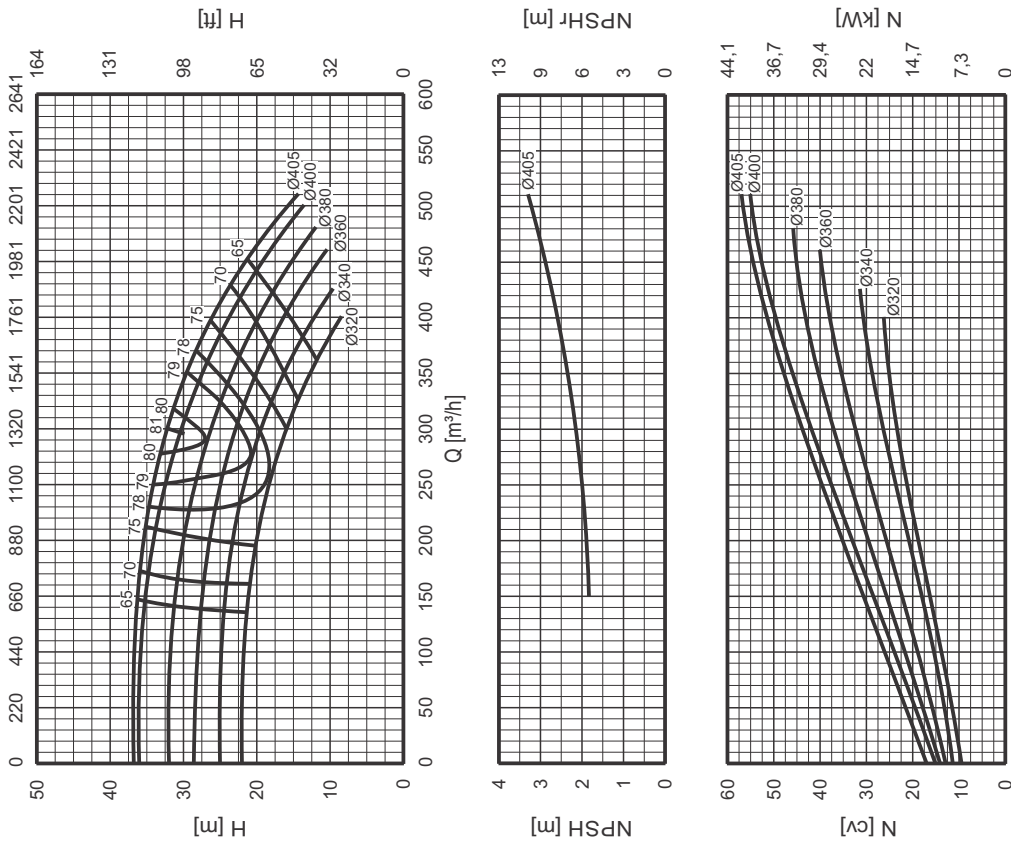 0 220 440 660 880 1100 1320 1541 1761 1981 2201 2421 2641
H [m]
50
40
30
20
10
0
65 70 75 78 79 80 81 80 79 78 75 70 65
Ø405
Ø400
Ø380
Ø360
Ø340
Ø320
H [ft]
164
131
98
65
32
0
0 50 100 150 200 250 300 350 400 450 500 550 600
Q [m³/h]
NPSH [m]
4
3
2
1
0
Ø405
NPSHr [m]
13
9
6
3
0
N [cv]
60
50
40
30
20
10
0
Ø405
Ø400
Ø380
Ø360
Ø340
Ø320
N [kW]
44,1
36,7
29,4
22
14,7
7,3
0